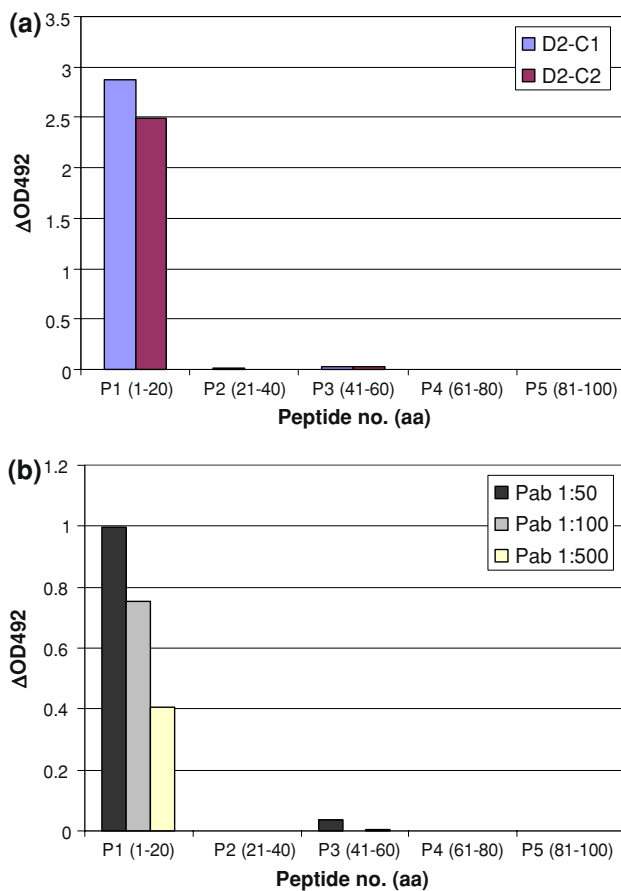 (a)
3.5
3
2.5
2
1.5
1
0.5
0
ΔOD492
D2-C1
D2-C2
P1 (1-20) P2 (21-40) P3 (41-60) P4 (61-80) P5 (81-100)
Peptide no. (aa)
(b)
1.2
1
0.8
0.6
0.4
0.2
0
ΔOD492
Pab 1:50
Pab 1:100
Pab 1:500
P1 (1-20) P2 (21-40) P3 (41-60) P4 (61-80) P5 (81-100)
Peptide no. (aa)